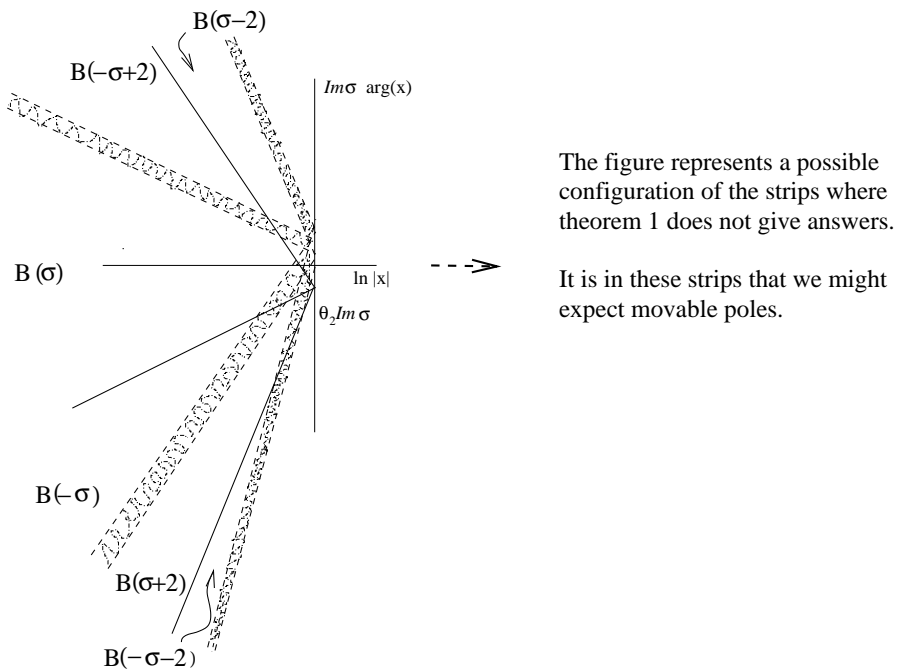 B(σ−2)
B(−σ+2)
Imσ arg(x)
The figure represents a possible
configuration of the strips where
theorem 1 does not give answers.
B(σ)
ln |x|
It is in these strips that we might
expect movable poles.
θ₂Imσ
B(−σ)
B(σ+2)
B(−σ−2)